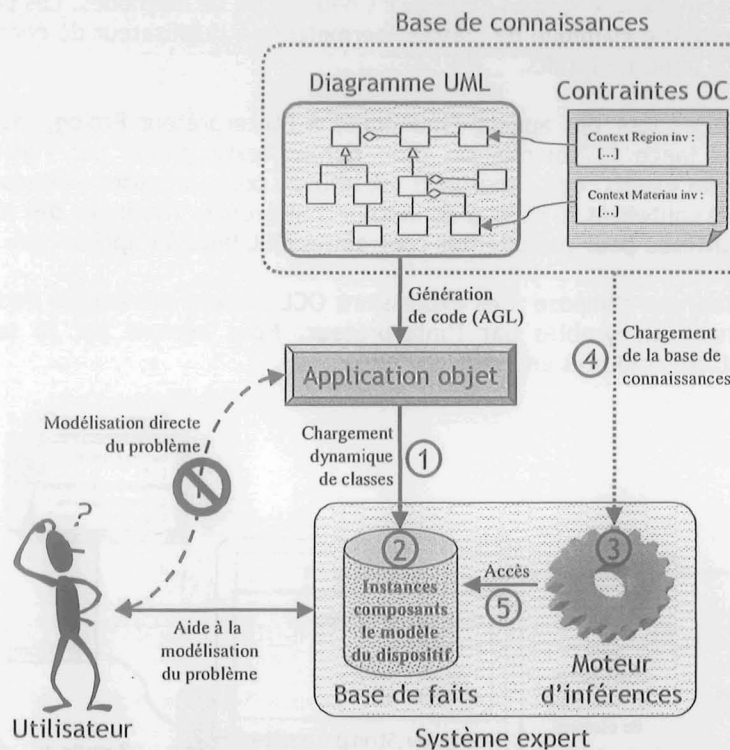 Base de connaissances
Diagramme UML
Contraintes OC
Context Region inv :
[...]
Context Materiau inv :
[...]
Génération
de code (AGL)
4
Chargement
de la base de
connaissances
Application objet
Modélisation directe
du problème
Chargement
dynamique
de classes
1
?
2
3
Instances
composants
le modèle
du dispositif
Accès
5
Aide à la
modélisation
du problème
Base de faits
Moteur
d'inférences
Utilisateur
Système expert